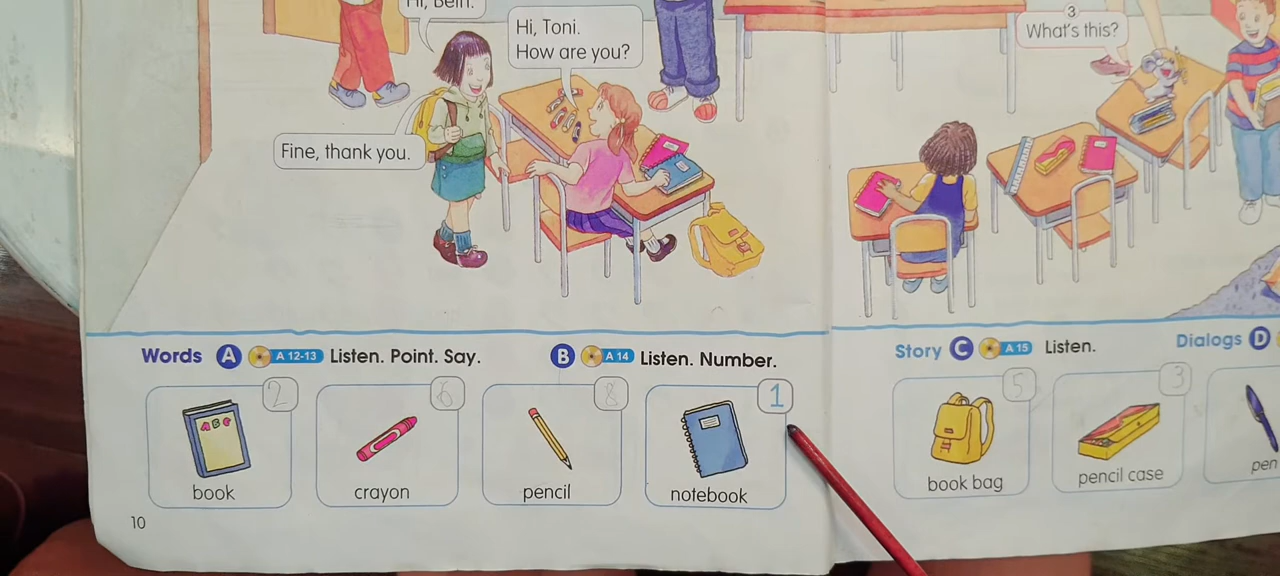 Hi, Beth.
Hi, Toni.
How are you?
Fine, thank you.
3
What's this?
Words A A 12-13 Listen. Point. Say.
B A 14 Listen. Number.
Story C A 15 Listen.
Dialogs D
2
book
6
crayon
8
pencil
1
notebook
5
book bag
3
pencil case
pen
10